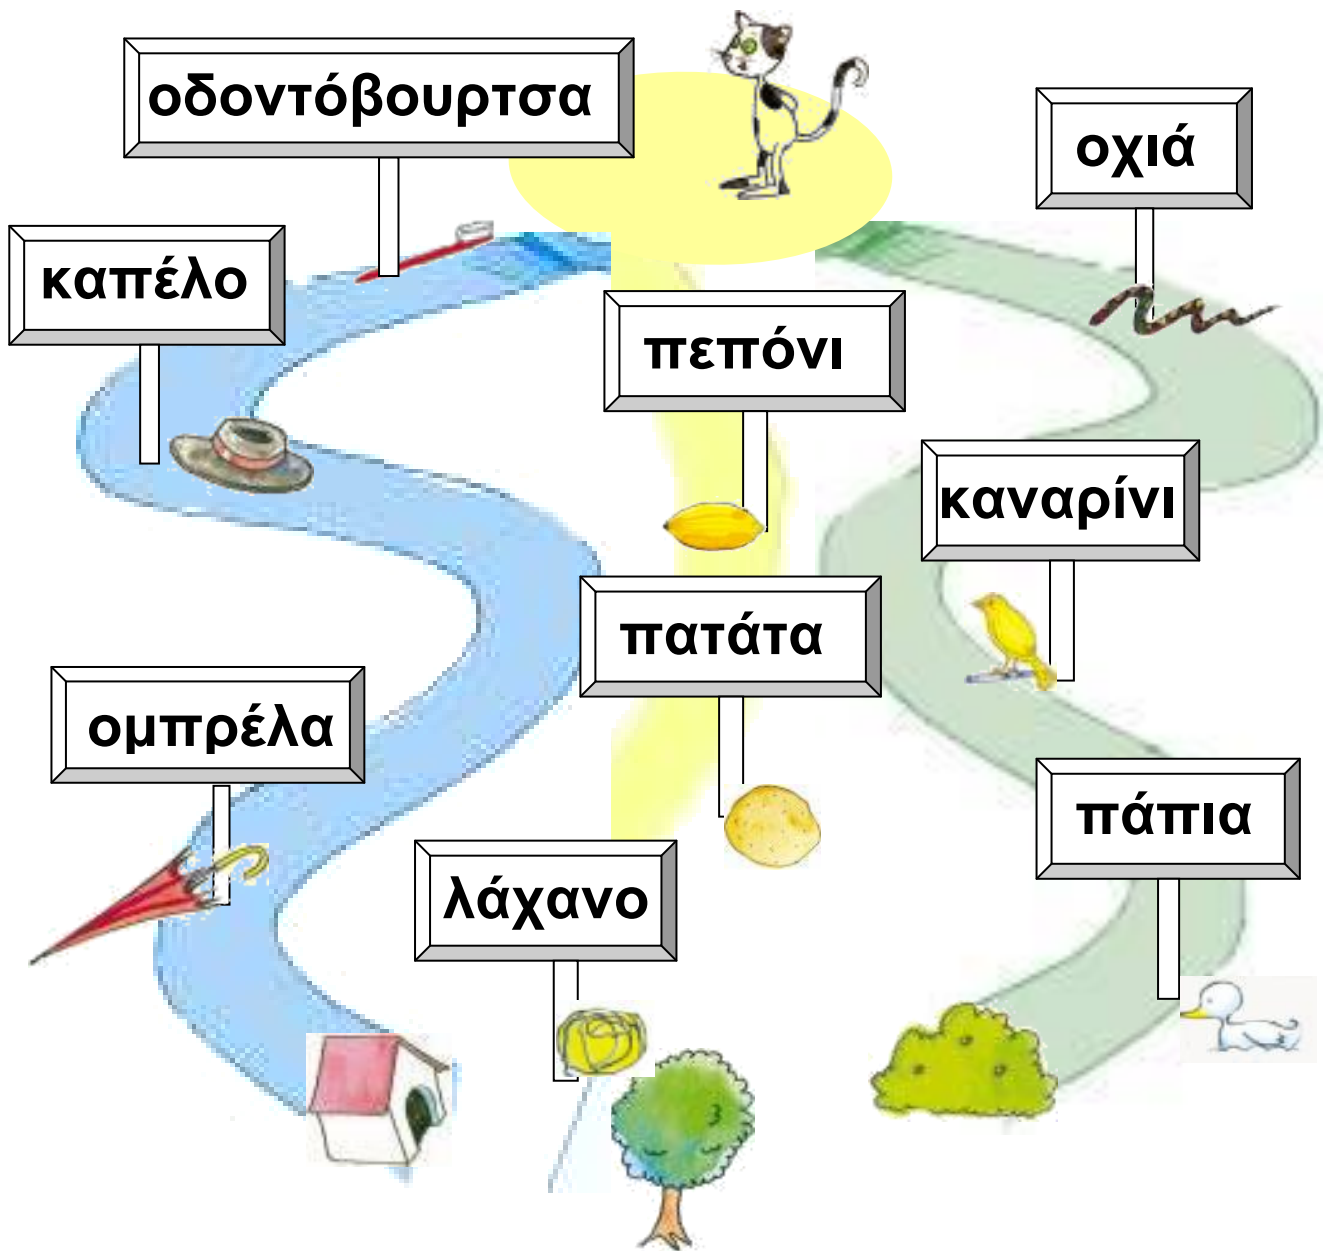 οδοντόβουρτσα
οχιά
καπέλο
πεπόνι
καναρίνι
πατάτα
ομπρέλα
πάπια
λάχανο